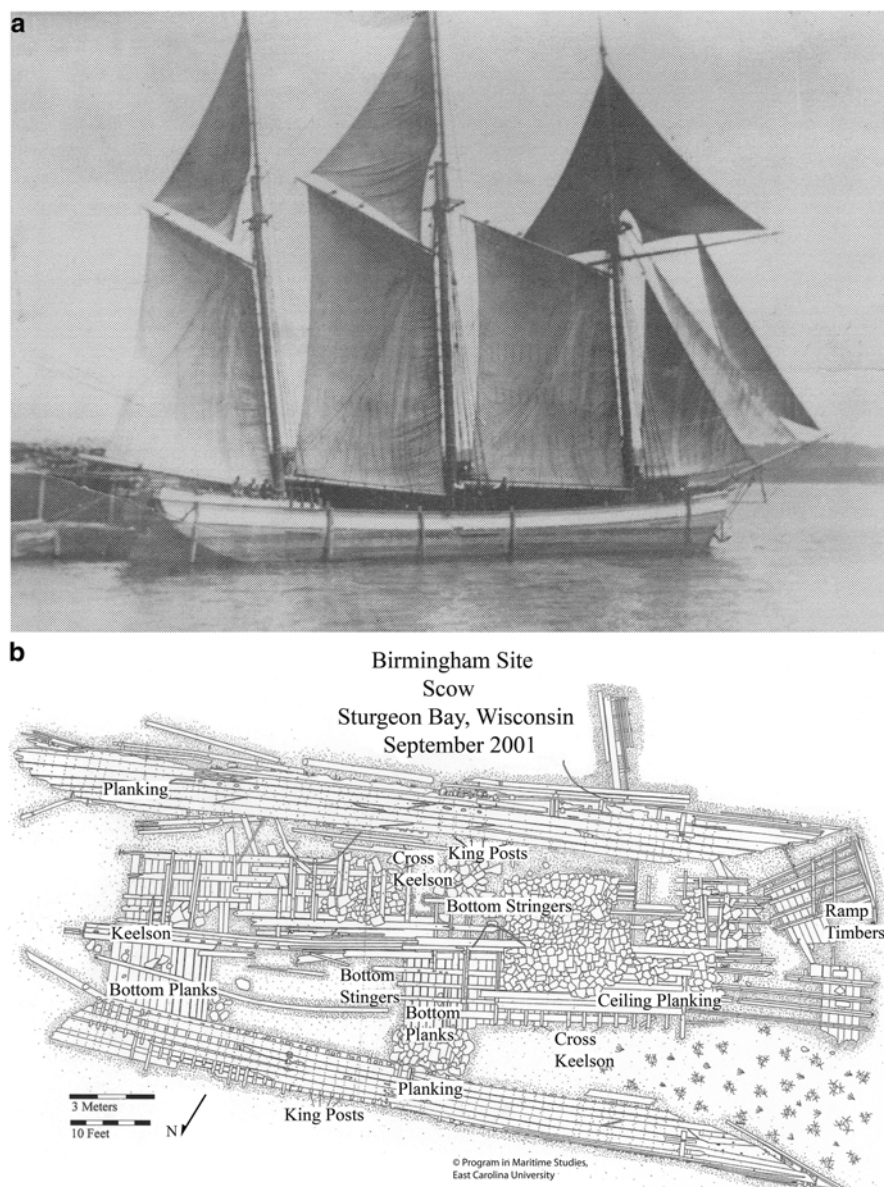 a
b
Birmingham Site
Scow
Sturgeon Bay, Wisconsin
September 2001
Planking
Cross
Keelson
King Posts
Bottom Stringers
Ramp
Timbers
Keelson
Bottom Planks
Bottom
Stingers
Bottom
Planks
Ceiling Planking
Cross
Keelson
Planking
King Posts
3 Meters
10 Feet
N
© Program in Maritime Studies,
East Carolina University